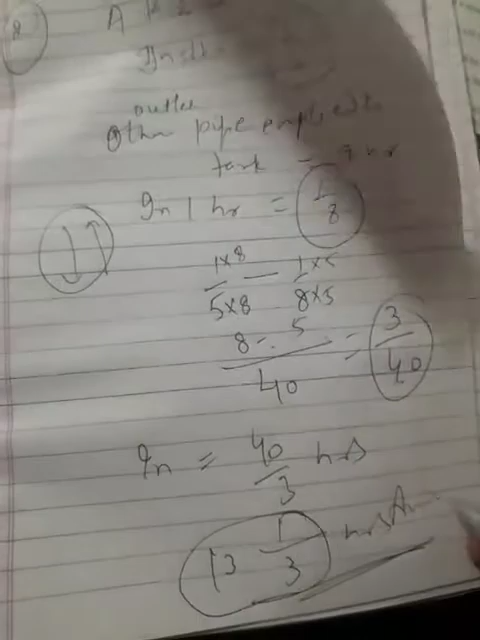 8
A
outlet
Other pipe empties the
tank
In 1 hr = 1/8
1×8/5×8 — 1×5/8×5
8 - 5/40 = 3/40
In = 40/3 hrs
13 1/3 hrs Ans